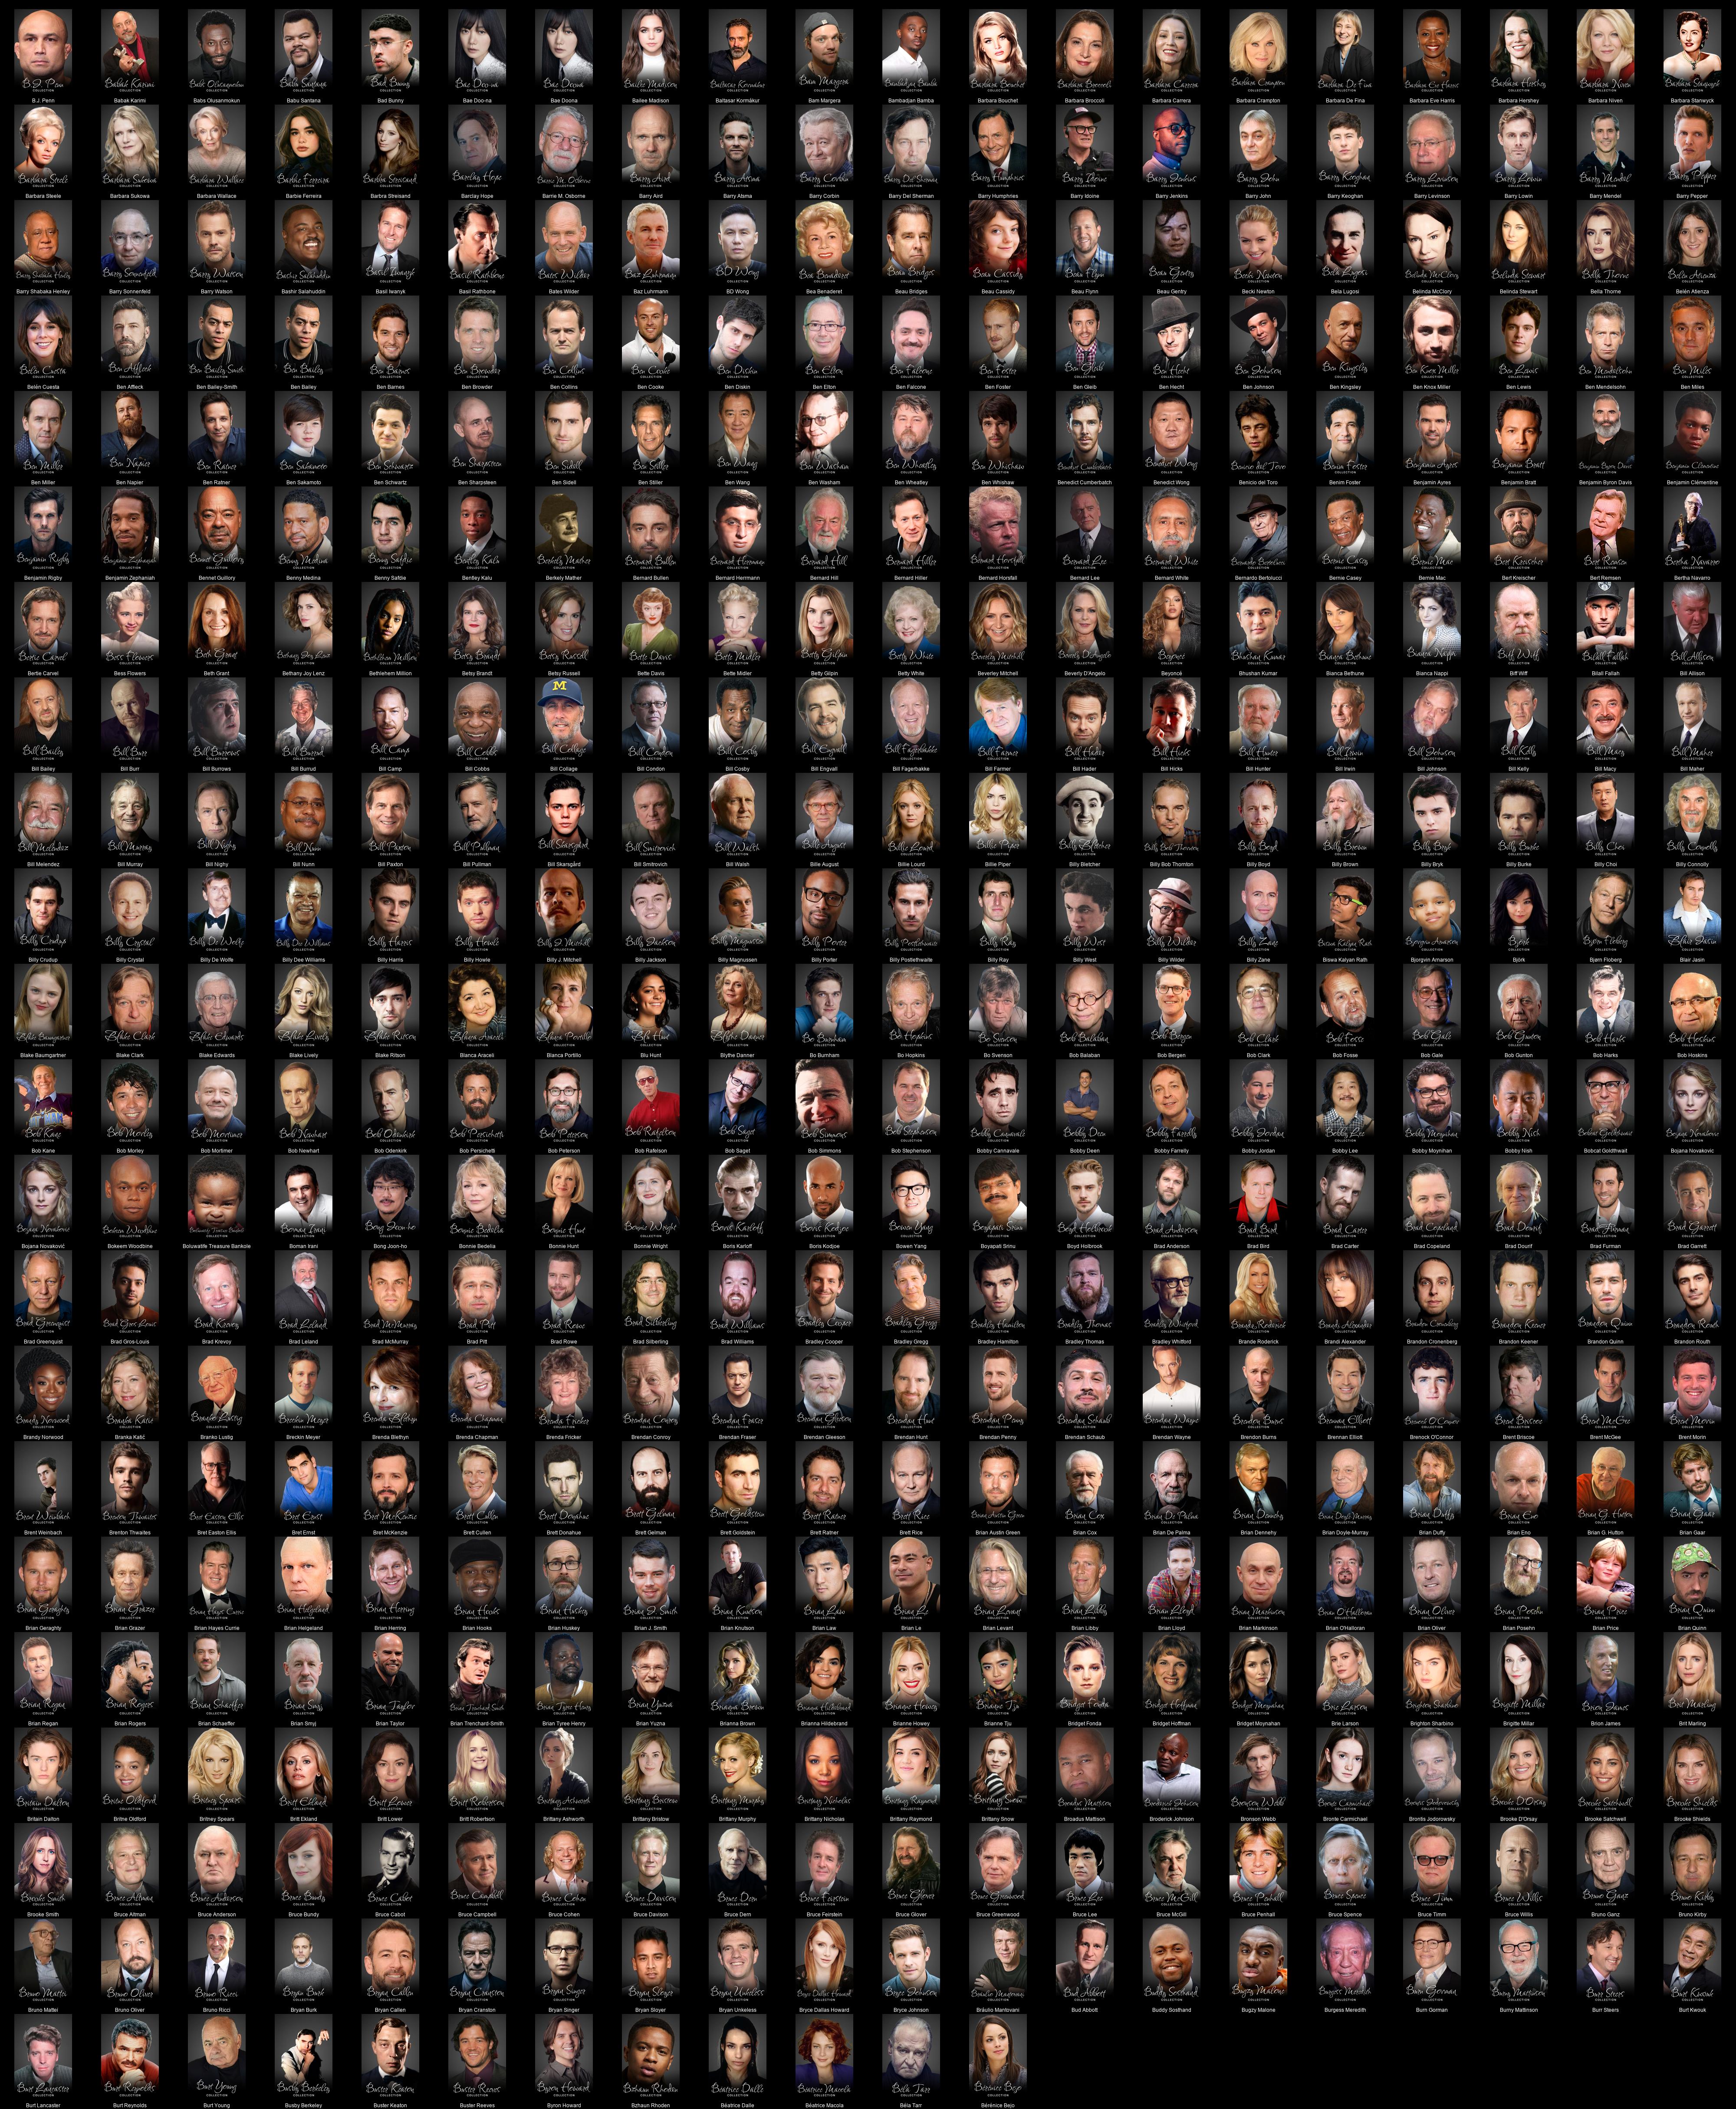 B.J. Penn Babak Karimi Babs Olusanmokun Babu Santana Bad Bunny Bae Doo-na Bae Doona Bailee Madison Baltasar Kormákur Bam Margera Bambadjan Bamba Barbara Bouchet Barbara Broccoli Barbara Carrera Barbara Crampton Barbara De Fina Barbara Eve Harris Barbara Hershey Barbara Niven Barbara Stanwyck
Barbara Steele Barbara Sukowa Barbara Wallace Barbie Ferreira Barbra Streisand Barclay Hope Barrie M. Osborne Barry Aird Barry Atsma Barry Corbin Barry Del Sherman Barry Humphries Barry Idoine Barry Jenkins Barry John Barry Keoghan Barry Levinson Barry Lowin Barry Mendel Barry Pepper
Barry Shabaka Henley Barry Sonnenfeld Barry Watson Bashir Salahuddin Basil Iwanyk Basil Rathbone Bates Wilder Baz Luhrmann BD Wong Bea Benaderet Beau Bridges Beau Cassidy Beau Flynn Beau Gentry Becki Newton Bela Lugosi Belinda McClory Belinda Stewart Bella Thorne Belén Atienza
Belén Cuesta Ben Affleck Ben Bailey-Smith Ben Bailey Ben Barnes Ben Browder Ben Collins Ben Cooke Ben Diskin Ben Elton Ben Falcone Ben Foster Ben Gleib Ben Hecht Ben Johnson Ben Kingsley Ben Knox Miller Ben Lewis Ben Mendelsohn Ben Miles
Ben Miller Ben Napier Ben Ratner Ben Sakamoto Ben Schwartz Ben Sharpsteen Ben Sidell Ben Stiller Ben Wang Ben Washam Ben Wheatley Ben Whishaw Benedict Cumberbatch Benedict Wong Benicio del Toro Benim Foster Benjamin Ayres Benjamin Bratt Benjamin Byron Davis Benjamin Clémentine
Benjamin Rigby Benjamin Zephaniah Bennet Guillory Benny Medina Benny Safdie Bentley Kalu Berkely Mather Bernard Bullen Bernard Herrmann Bernard Hill Bernard Hiller Bernard Horsfall Bernard Lee Bernard White Bernardo Bertolucci Bernie Casey Bernie Mac Bert Kreischer Bert Remsen Bertha Navarro
Bertie Carvel Bess Flowers Beth Grant Bethany Joy Lenz Bethlehem Million Betsy Brandt Betsy Russell Bette Davis Bette Midler Betty Gilpin Betty White Beverley Mitchell Beverly D'Angelo Beyoncé Bhushan Kumar Bianca Bethune Bianca Nappi Biff Wiff Bilall Fallah Bill Allison
Bill Bailey Bill Burr Bill Burrows Bill Burrud Bill Camp Bill Cobbs Bill Collage Bill Condon Bill Cosby Bill Engvall Bill Fagerbakke Bill Farmer Bill Hader Bill Hicks Bill Hunter Bill Irwin Bill Johnson Bill Kelly Bill Macy Bill Maher
Bill Melendez Bill Murray Bill Nighy Bill Nunn Bill Paxton Bill Pullman Bill Skarsgård Bill Smitrovich Bill Walsh Bille August Billie Lourd Billie Piper Billy Bletcher Billy Bob Thornton Billy Boyd Billy Brown Billy Bryk Billy Burke Billy Choi Billy Connolly
Billy Crudup Billy Crystal Billy De Wolfe Billy Dee Williams Billy Harris Billy Howle Billy J. Mitchell Billy Jackson Billy Magnussen Billy Porter Billy Postlethwaite Billy Ray Billy West Billy Wilder Billy Zane Biswa Kalyan Rath Bjorgvin Arnarson Björk Bjørn Floberg Blair Jasin
Blake Baumgartner Blake Clark Blake Edwards Blake Lively Blake Ritson Blanca Araceli Blanca Portillo Blu Hunt Blythe Danner Bo Burnham Bo Hopkins Bo Svenson Bob Balaban Bob Bergen Bob Clark Bob Fosse Bob Gale Bob Gunton Bob Harks Bob Hoskins
Bob Kane Bob Morley Bob Mortimer Bob Newhart Bob Odenkirk Bob Persichetti Bob Peterson Bob Rafelson Bob Saget Bob Simmons Bob Stephenson Bobby Cannavale Bobby Deen Bobby Farrelly Bobby Jordan Bobby Lee Bobby Moynihan Bobby Nish Bobcat Goldthwait Bojana Novakovic
Bojana Novaković Bokeem Woodbine Boluwatife Treasure Bankole Boman Irani Bong Joon-ho Bonnie Bedelia Bonnie Hunt Bonnie Wright Boris Karloff Boris Kodjoe Bowen Yang Boyapati Srinu Boyd Holbrook Brad Anderson Brad Bird Brad Carter Brad Copeland Brad Dourif Brad Furman Brad Garrett
Brad Greenquist Brad Gros-Louis Brad Krevoy Brad Leland Brad McMurray Brad Pitt Brad Rowe Brad Silberling Brad Williams Bradley Cooper Bradley Gregg Bradley Hamilton Bradley Thomas Bradley Whitford Brande Roderick Brandi Alexander Brandon Cronenberg Brandon Keener Brandon Quinn Brandon Routh
Brandy Norwood Branka Katić Branko Lustig Breckin Meyer Brenda Blethyn Brenda Chapman Brenda Fricker Brendan Conroy Brendan Fraser Brendan Gleeson Brendan Hunt Brendan Penny Brendan Schaub Brendan Wayne Brendon Burns Brennan Elliott Brenock O'Connor Brent Briscoe Brent McGee Brent Morin
Brent Weinbach Brenton Thwaites Bret Easton Ellis Bret Ernst Bret McKenzie Brett Cullen Brett Donahue Brett Gelman Brett Goldstein Brett Ratner Brett Rice Brian Austin Green Brian Cox Brian De Palma Brian Dennehy Brian Doyle-Murray Brian Duffy Brian Eno Brian G. Hutton Brian Gaar
Brian Geraghty Brian Grazer Brian Hayes Currie Brian Helgeland Brian Herring Brian Hooks Brian Huskey Brian J. Smith Brian Knutson Brian Law Brian Le Brian Levant Brian Libby Brian Lloyd Brian Markinson Brian O'Halloran Brian Oliver Brian Posehn Brian Price Brian Quinn
Brian Regan Brian Rogers Brian Schaeffer Brian Smyj Brian Taylor Brian Trenchard-Smith Brian Tyree Henry Brian Yuzna Brianna Brown Brianna Hildebrand Brianne Howey Brianne Tju Bridget Fonda Bridget Hoffman Bridget Moynahan Brie Larson Brighton Sharbino Brigitte Millar Brion James Brit Marling
Britain Dalton Britne Oldford Britney Spears Britt Ekland Britt Lower Britt Robertson Brittany Ashworth Brittany Bristow Brittany Murphy Brittany Nicholas Brittany Raymond Brittany Snow Broadus Mattison Broderick Johnson Bronson Webb Bronte Carmichael Brontis Jodorowsky Brooke D'Orsay Brooke Satchwell Brooke Shields
Brooke Smith Bruce Altman Bruce Anderson Bruce Bundy Bruce Cabot Bruce Campbell Bruce Cohen Bruce Davison Bruce Dern Bruce Feirstein Bruce Glover Bruce Greenwood Bruce Lee Bruce McGill Bruce Penhall Bruce Spence Bruce Timm Bruce Willis Bruno Ganz Bruno Kirby
Bruno Mattei Bruno Oliver Bruno Ricci Bryan Burk Bryan Callen Bryan Cranston Bryan Singer Bryan Sloyer Bryan Unkeless Bryce Dallas Howard Bryce Johnson Bráulio Mantovani Bud Abbott Buddy Sosthand Bugzy Malone Burgess Meredith Burn Gorman Burny Mattinson Burr Steers Burt Kwouk
Burt Lancaster Burt Reynolds Burt Young Busby Berkeley Buster Keaton Buster Reeves Byron Howard Bzhaun Rhoden Béatrice Dalle Béatrice Macola Béla Tarr Bérénice Bejo